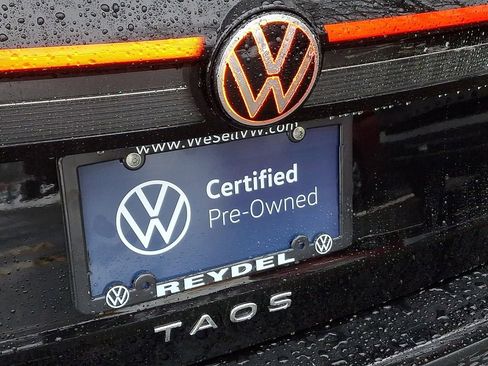 www.WeSellVW.com
Certified
Pre-Owned
REYDEL
TAOS